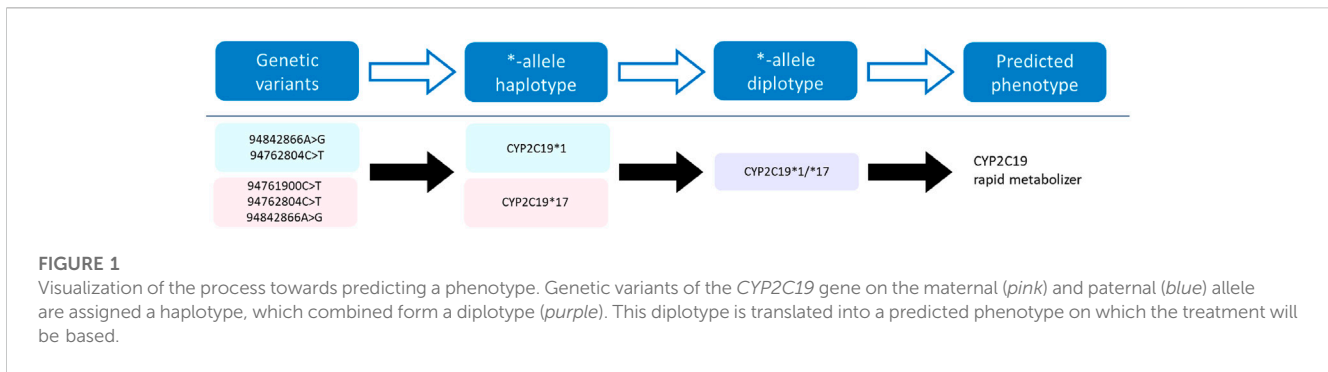 Genetic
variants
*-allele
haplotype
*-allele
diplotype
Predicted
phenotype
94842866A>G
94762804C>T
CYP2C19*1
94761900C>T
94762804C>T
94842866A>G
CYP2C19*17
CYP2C19*1/*17
CYP2C19
rapid metabolizer
FIGURE 1
Visualization of the process towards predicting a phenotype. Genetic variants of the CYP2C19 gene on the maternal (pink) and paternal (blue) allele
are assigned a haplotype, which combined form a diplotype (purple). This diplotype is translated into a predicted phenotype on which the treatment will
be based.